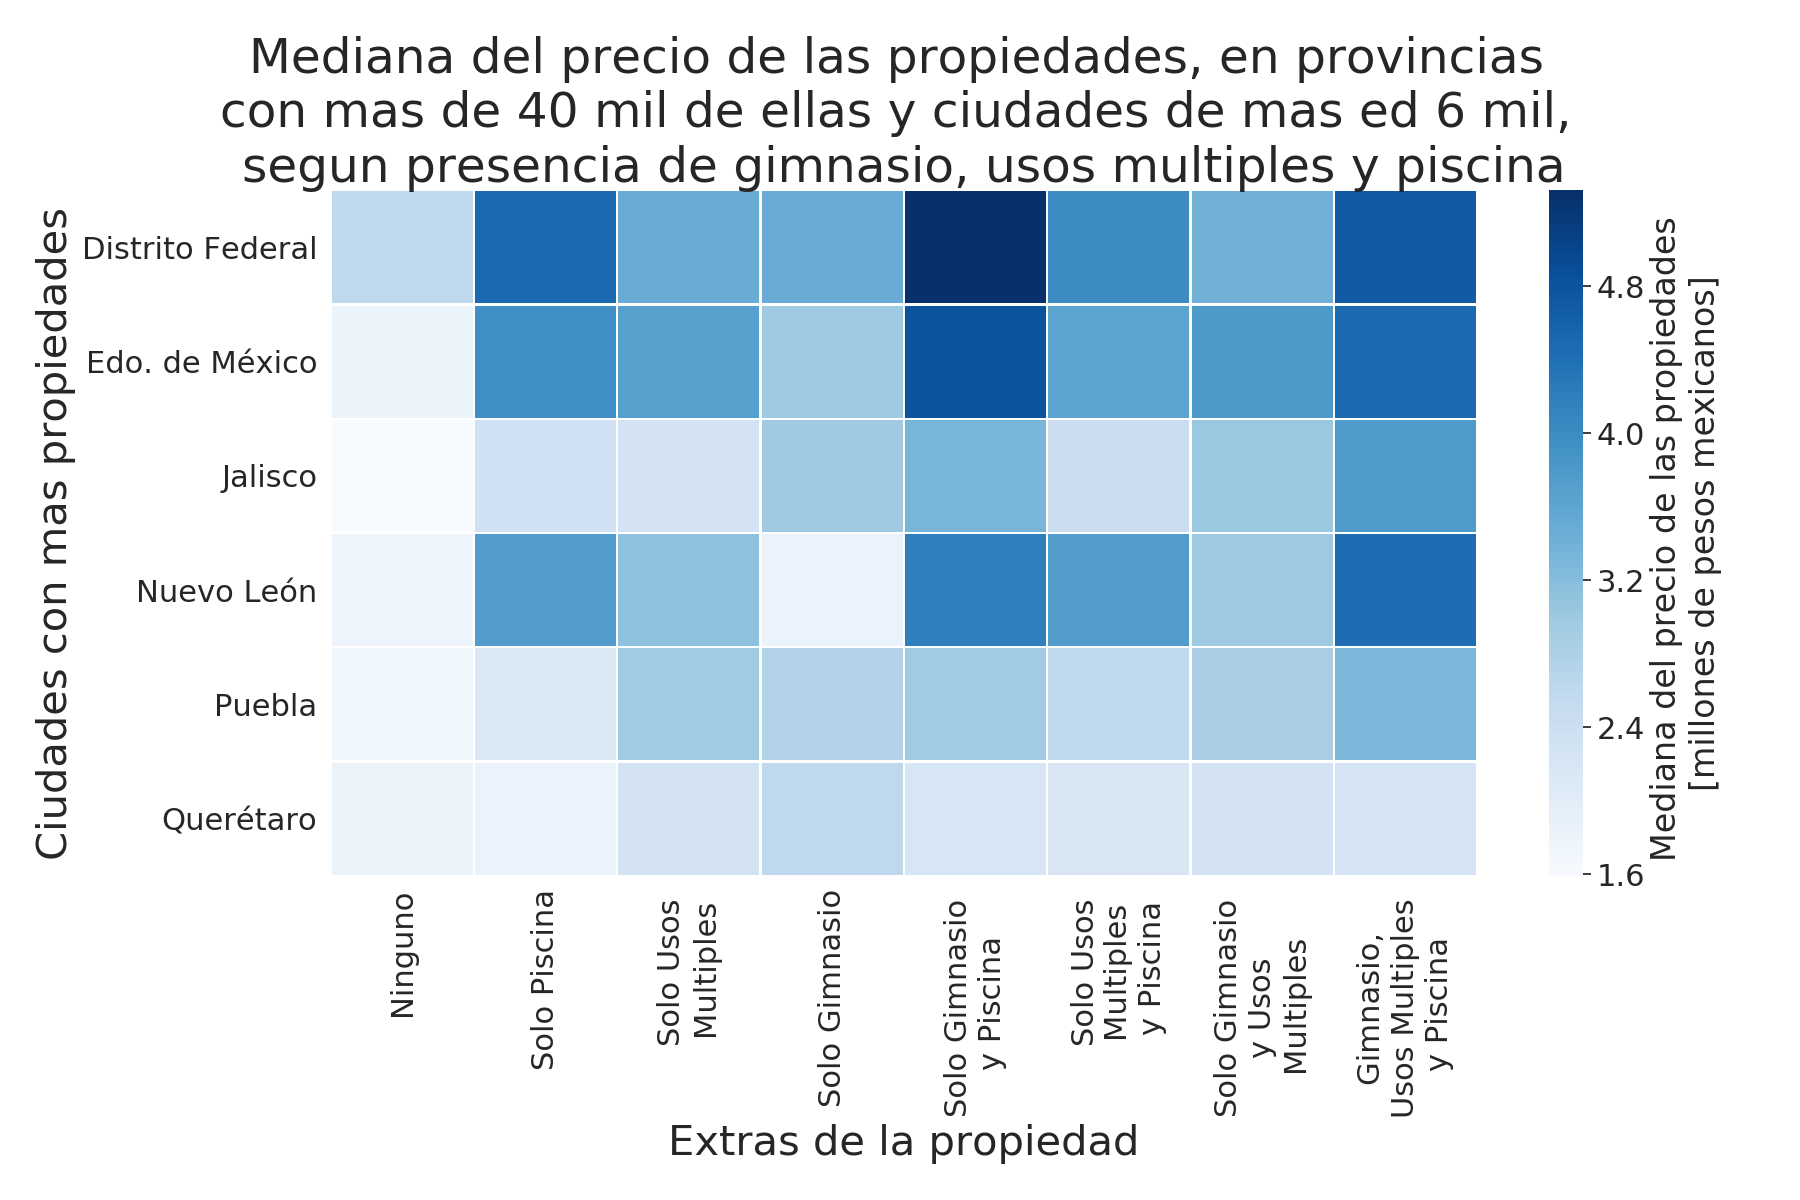 Mediana del precio de las propiedades, en provincias
con mas de 40 mil de ellas y ciudades de mas ed 6 mil,
segun presencia de gimnasio, usos multiples y piscina
Ciudades con mas propiedades
Distrito Federal
Edo. de México
Jalisco
Nuevo León
Puebla
Querétaro
Ninguno
Solo Piscina
Solo Usos
Multiples
Solo Gimnasio
Solo Gimnasio
y Piscina
Solo Usos
Multiples
y Piscina
Solo Gimnasio
y Usos
Multiples
Gimnasio,
Usos Multiples
y Piscina
Extras de la propiedad
4.8
4.0
3.2
2.4
1.6
Mediana del precio de las propiedades
[millones de pesos mexicanos]